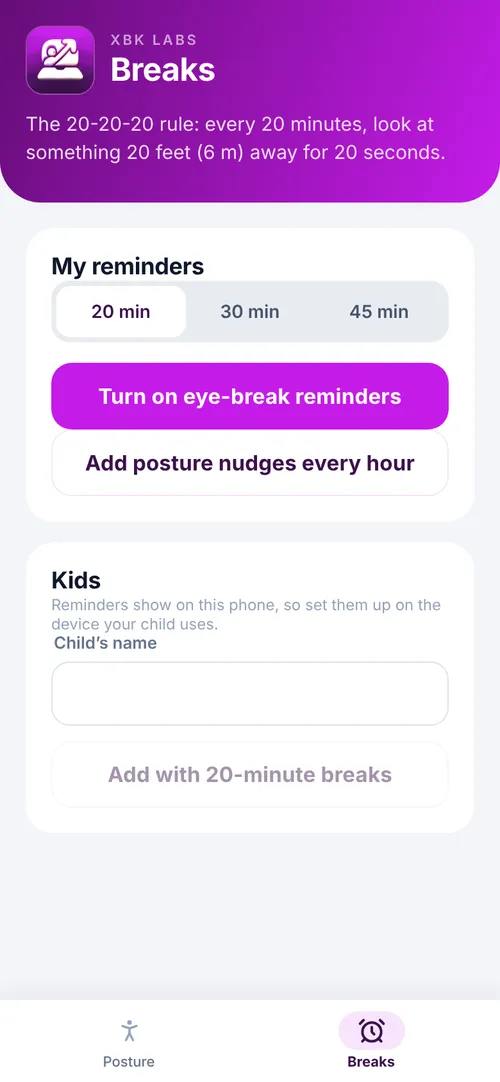 XBK LABS
Breaks
The 20-20-20 rule: every 20 minutes, look at
something 20 feet (6 m) away for 20 seconds.
My reminders
20 min
30 min
45 min
Turn on eye-break reminders
Add posture nudges every hour
Kids
Reminders show on this phone, so set them up on the
device your child uses.
Child’s name
Add with 20-minute breaks
Posture
Breaks